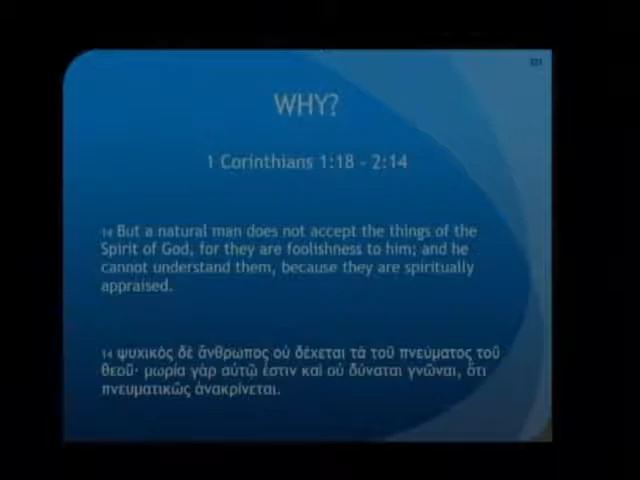 WHY?
1 Corinthians 1:18 - 2:14
14 But a natural man does not accept the things of the
Spirit of God, for they are foolishness to him; and he
cannot understand them, because they are spiritually
appraised.
14 ψυχικὸς δὲ ἄνθρωπος οὐ δέχεται τὰ τοῦ πνεύματος τοῦ
θεοῦ· μωρία γὰρ αὐτῷ ἐστιν καὶ οὐ δύναται γνῶναι, ὅτι
πνευματικῶς ἀνακρίνεται.